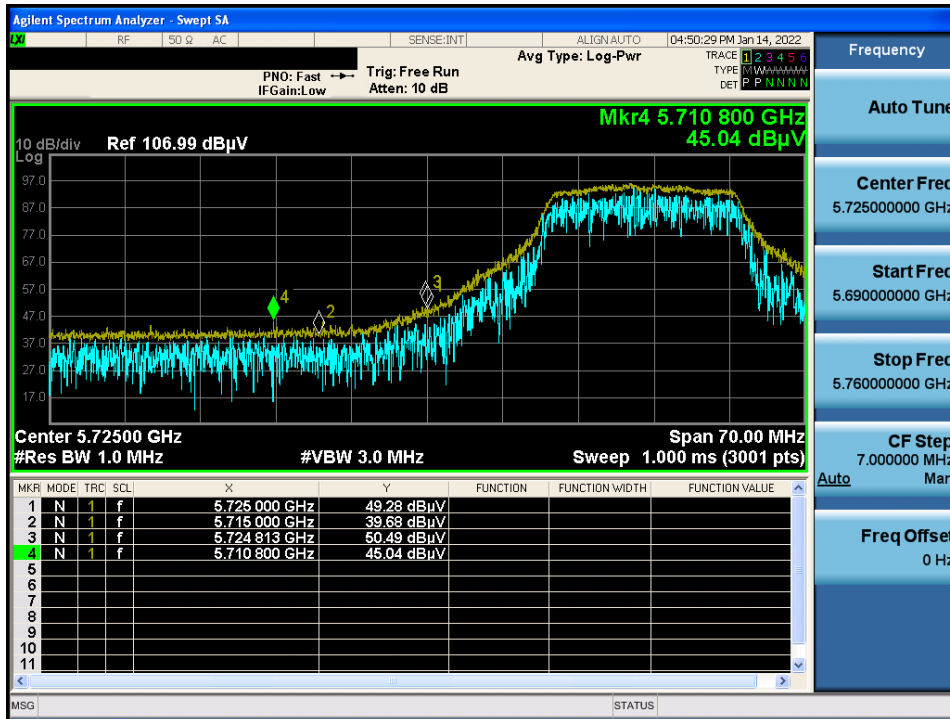 Agilent Spectrum Analyzer - Swept SA
LXI RF 50 Ω AC SENSE:INT ALIGN AUTO 04:50:29 PM Jan 14, 2022
PNO: Fast
IFGain:Low
Trig: Free Run
Atten: 10 dB
Avg Type: Log-Pwr
TRACE 1 2 3 4 5 6
TYPE M W W W W W
DET P P N N N N
Mkr4 5.710 800 GHz
45.04 dBµV
10 dB/div Ref 106.99 dBµV
Log
97.0
87.0
77.0
67.0
57.0
47.0
37.0
27.0
17.0
4
2
3
Center 5.72500 GHz Span 70.00 MHz
#Res BW 1.0 MHz #VBW 3.0 MHz Sweep 1.000 ms (3001 pts)
MKR MODE TRC SCL X Y FUNCTION FUNCTION WIDTH FUNCTION VALUE
1 N 1 f 5.725 000 GHz 49.28 dBµV
2 N 1 f 5.715 000 GHz 39.68 dBµV
3 N 1 f 5.724 813 GHz 50.49 dBµV
4 N 1 f 5.710 800 GHz 45.04 dBµV
5
6
7
8
9
10
11
MSG STATUS
Frequency
Auto Tune
Center Freq
5.725000000 GHz
Start Freq
5.690000000 GHz
Stop Freq
5.760000000 GHz
CF Step
7.000000 MHz
Auto Man
Freq Offset
0 Hz